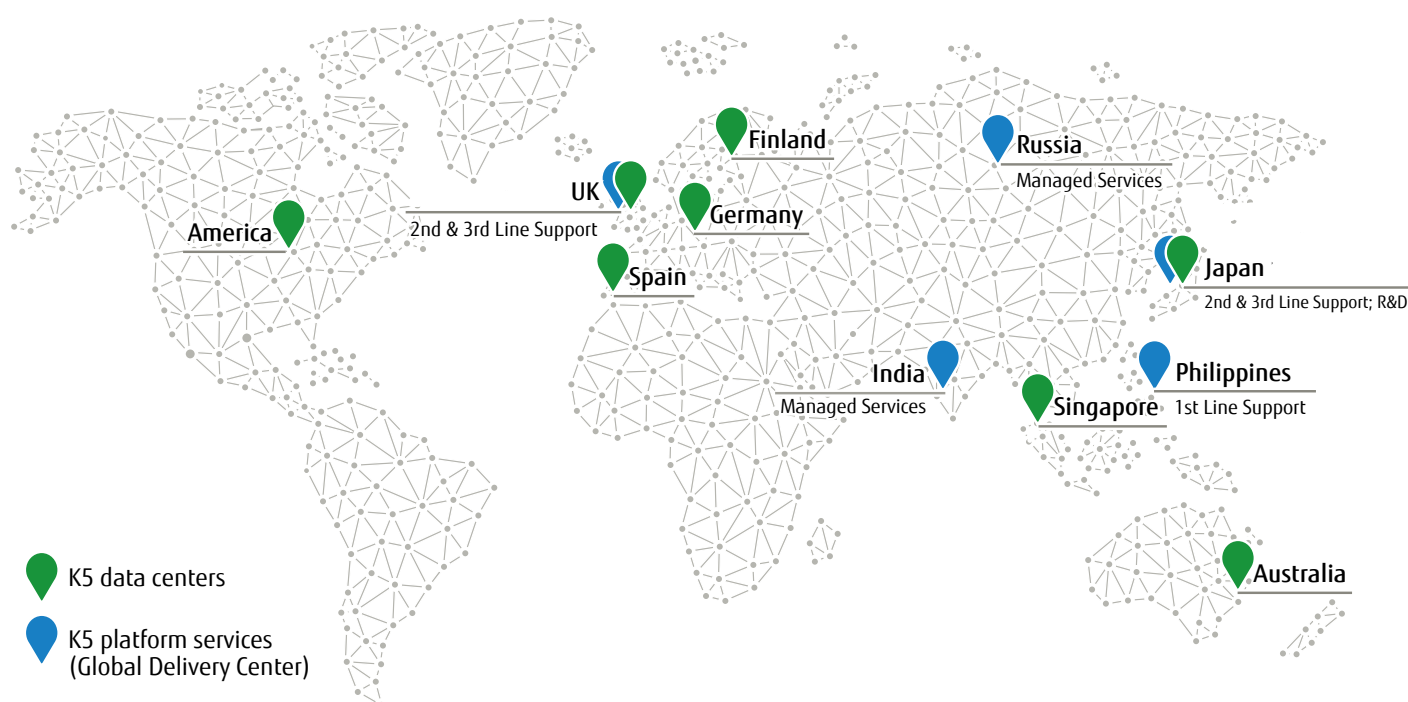 Finland
Russia
Managed Services
UK
2nd & 3rd Line Support
Germany
America
Spain
Japan
2nd & 3rd Line Support; R&D
India
Managed Services
Philippines
1st Line Support
Singapore
Australia
K5 data centers
K5 platform services
(Global Delivery Center)